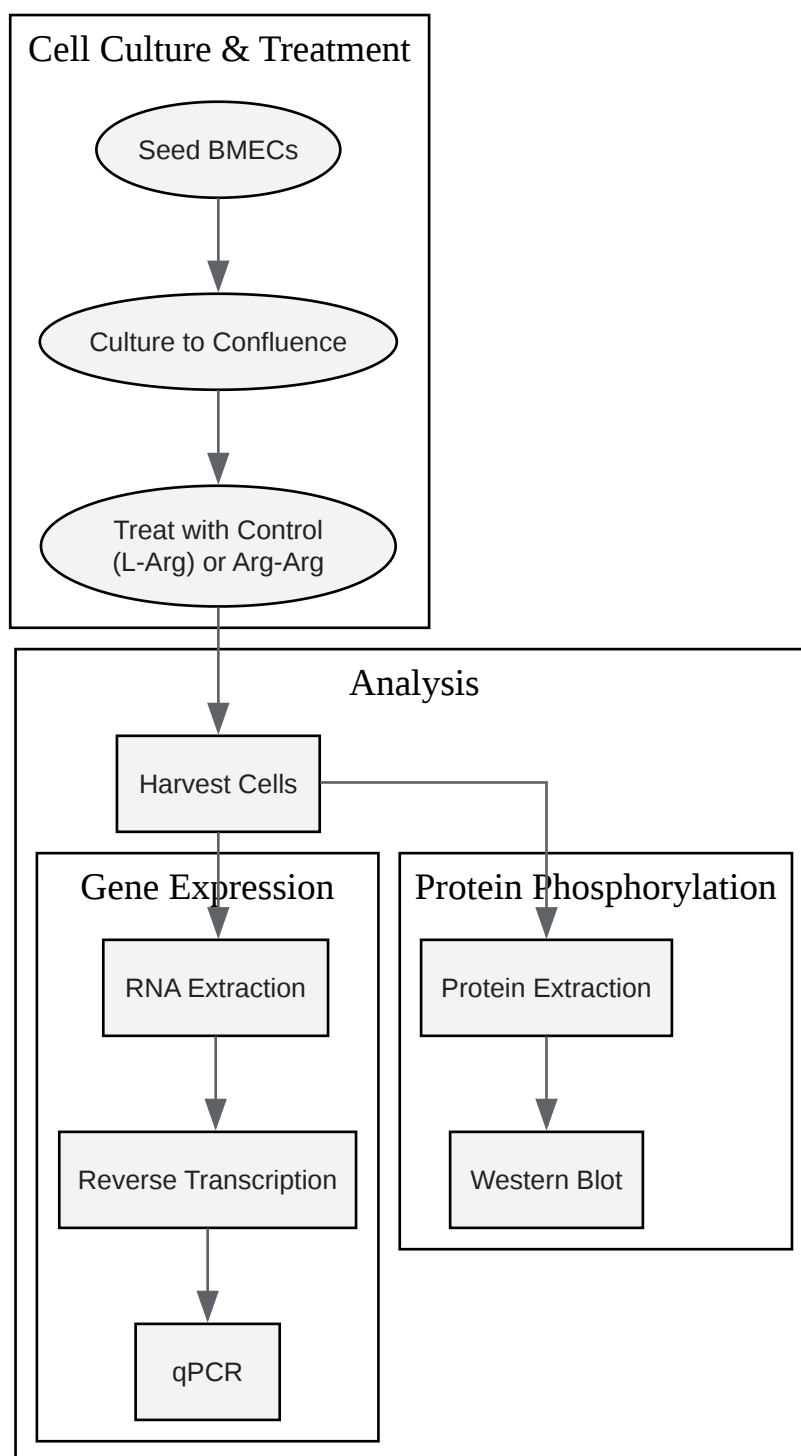 Cell Culture & Treatment
Seed BMECs
Culture to Confluence
Treat with Control
(L-Arg) or Arg-Arg
Analysis
Harvest Cells
Gene Expression
RNA Extraction
Reverse Transcription
qPCR
Protein Phosphorylation
Protein Extraction
Western Blot